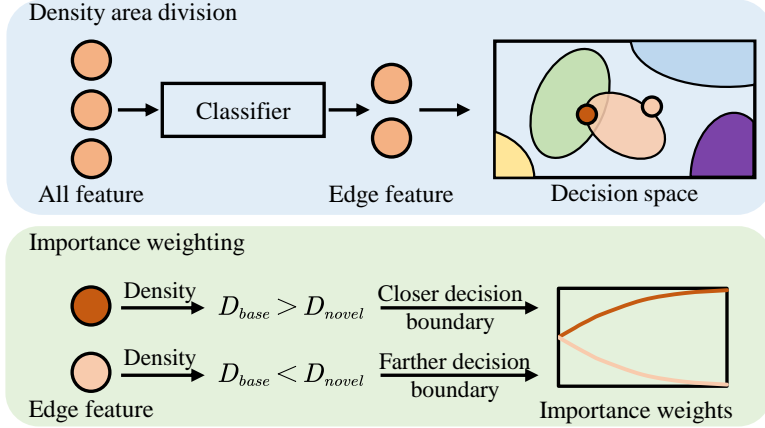 Density area division
Classifier
All feature
Edge feature
Decision space
Importance weighting
Density
D_base > D_novel
Closer decision
boundary
Density
D_base < D_novel
Farther decision
boundary
Edge feature
Importance weights